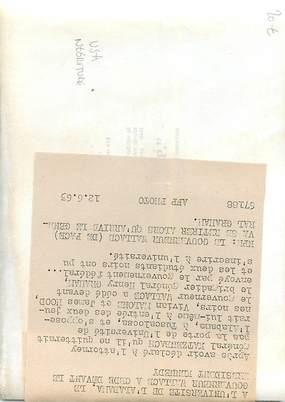 A L'UNIVERSITE DE L'ALABAMA, LE
GOUVERNEUR WALLACE A CEDE DEVANT LE
PRESIDENT KENNEDY
Après avoir déclaré à l'attorney
KATZENBACH qu'il ne quitterait
pas la porte de l'Université de
l'Alabama, à Tuscaloosa, et s'oppose-
rait lui-même à l'entrée des deux jeu-
nes noirs, Vivian MALONE et James HOOD,
le gouverneur WALLACE a cédé devant
le brigadier général Henry GRAHAM,
envoyé par le gouvernement fédéral...
et les deux étudiants noirs ont pu
s'inscrire à l'université.
LE GOUVERNEUR WALLACE (DE FACE)
VA SE RETIRER ALORS QU'ARRIVE LE GENE-
RAL GRAHAM.
57188 AFP PHOTO 12.6.63
USA
20 €